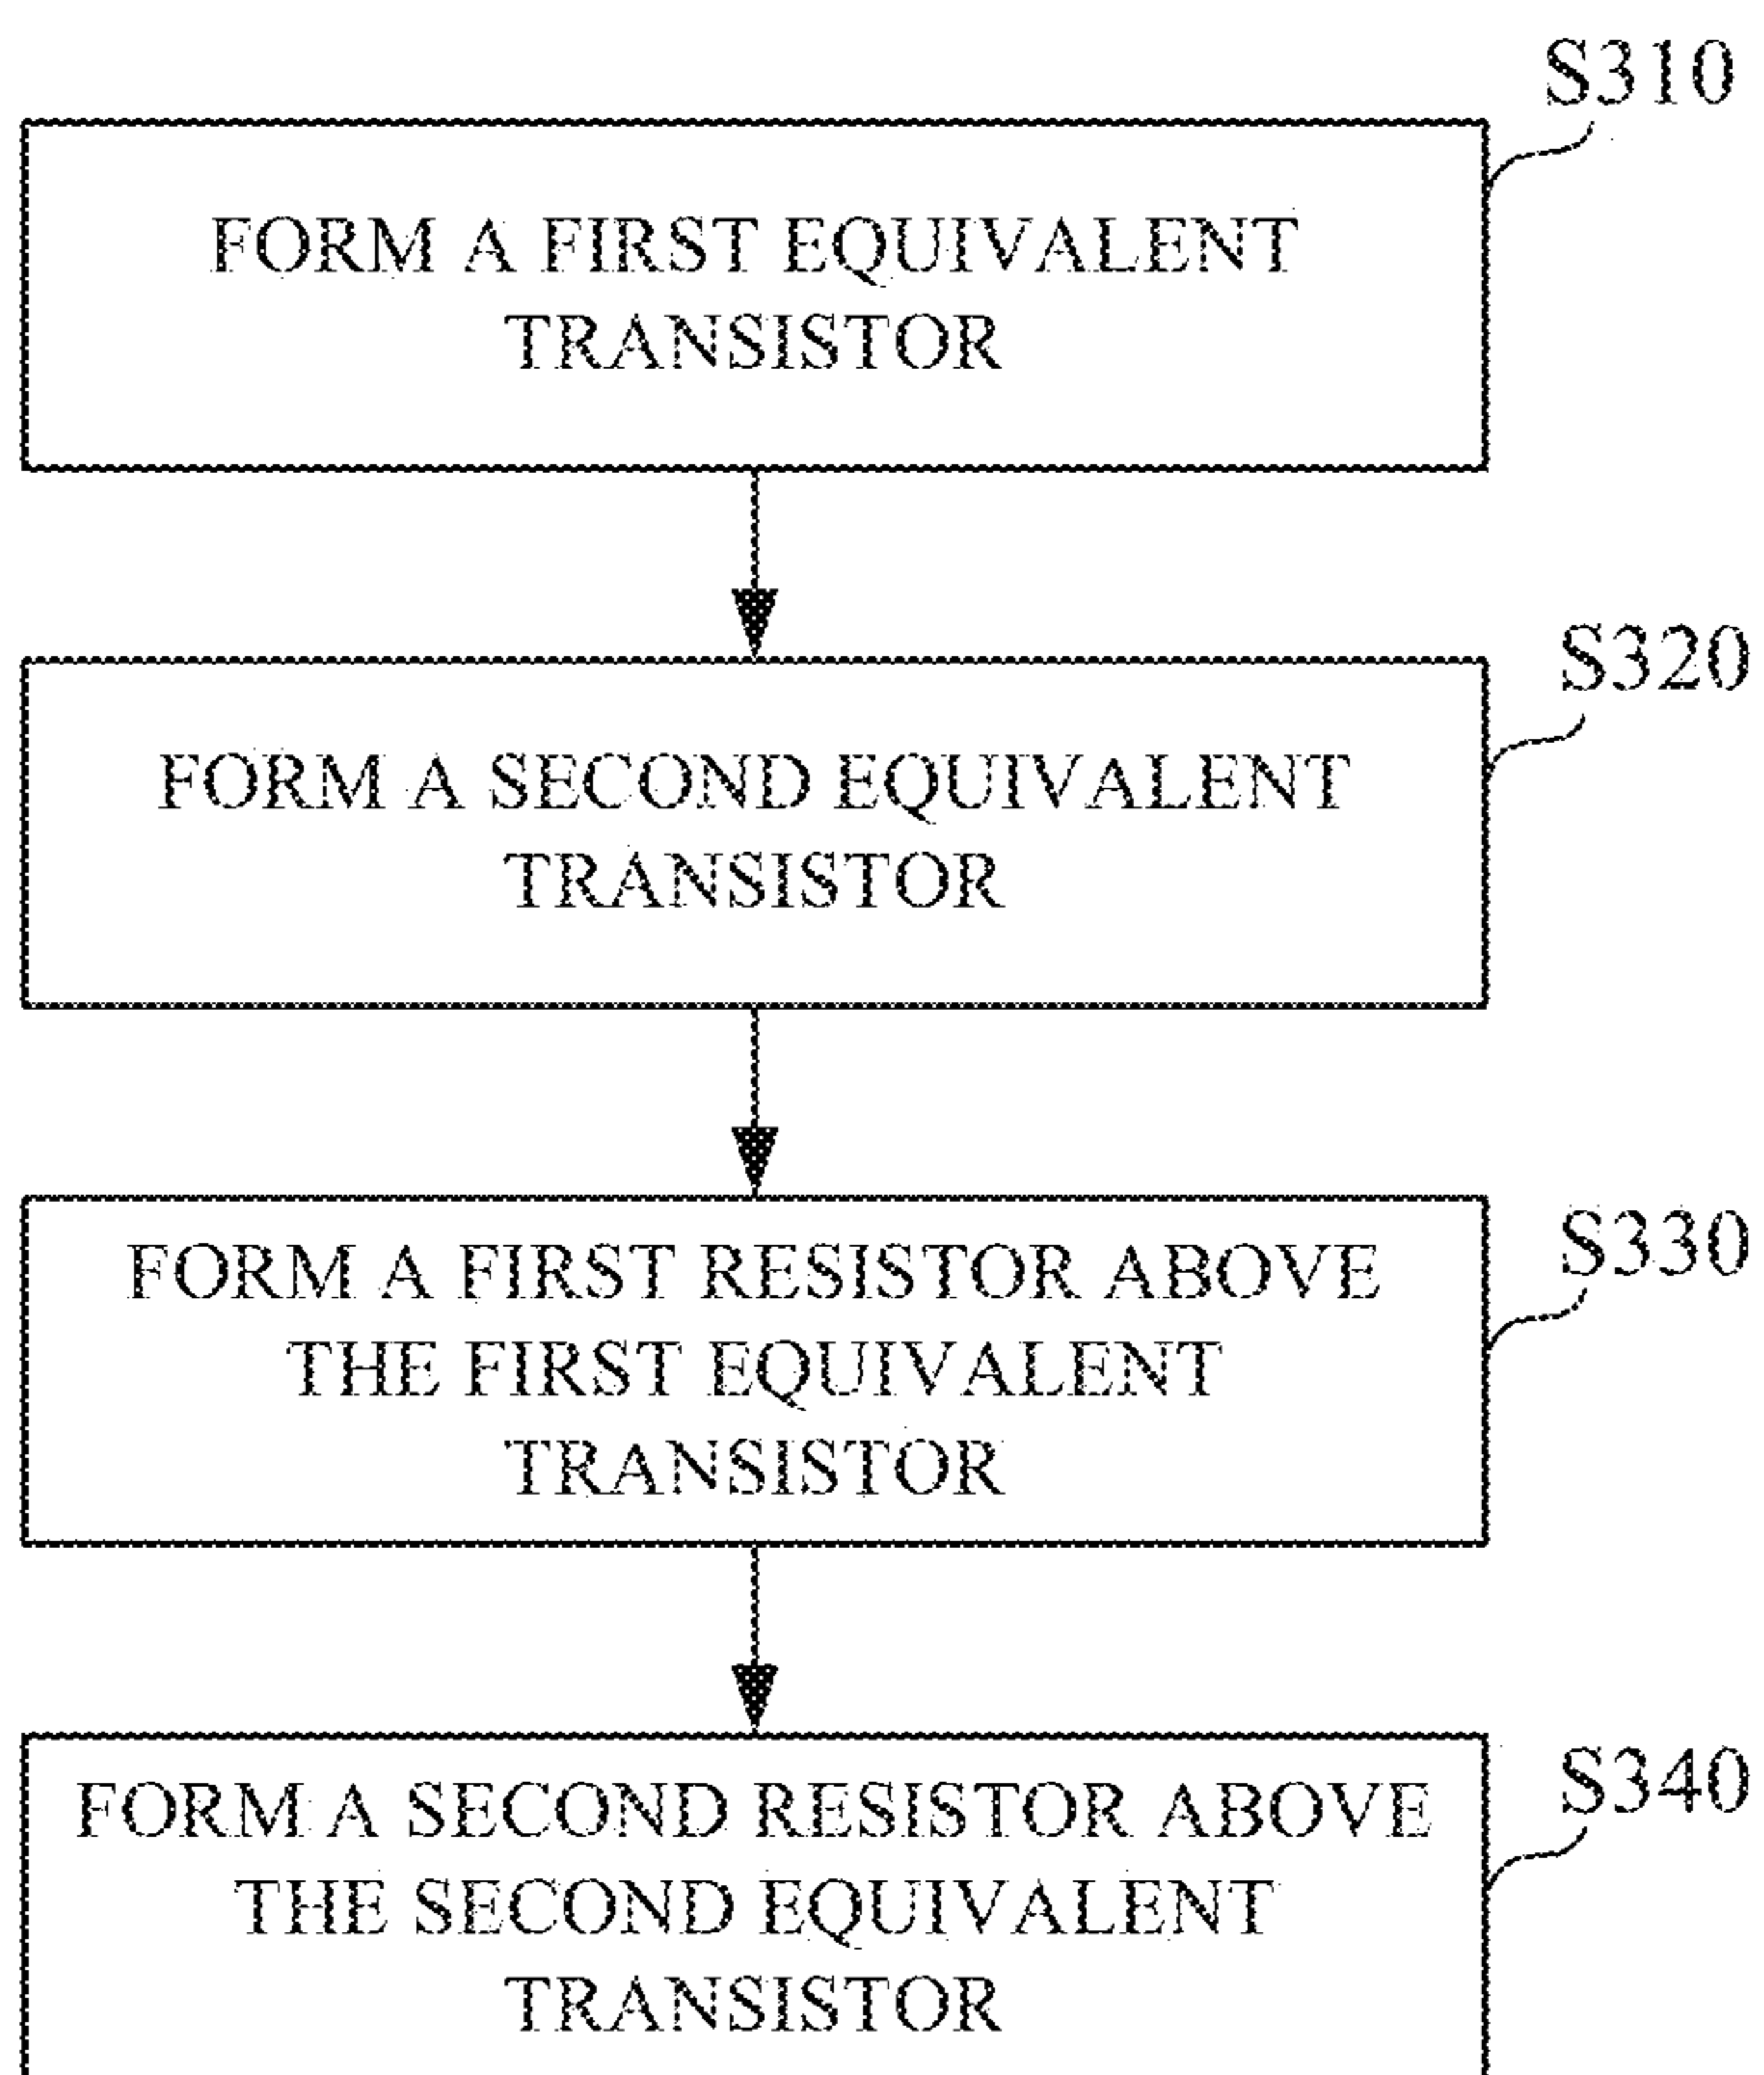 S310
FORM A FIRST EQUIVALENT
TRANSISTOR
S320
FORM A SECOND EQUIVALENT
TRANSISTOR
S330
FORM A FIRST RESISTOR ABOVE
THE FIRST EQUIVALENT
TRANSISTOR
S340
FORM A SECOND RESISTOR ABOVE
THE SECOND EQUIVALENT
TRANSISTOR